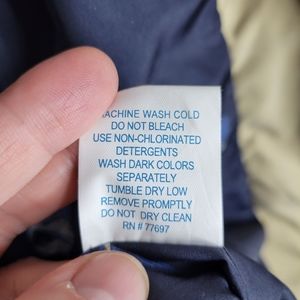 MACHINE WASH COLD
DO NOT BLEACH
USE NON-CHLORINATED
DETERGENTS
WASH DARK COLORS
SEPARATELY
TUMBLE DRY LOW
REMOVE PROMPTLY
DO NOT DRY CLEAN
RN # 77697